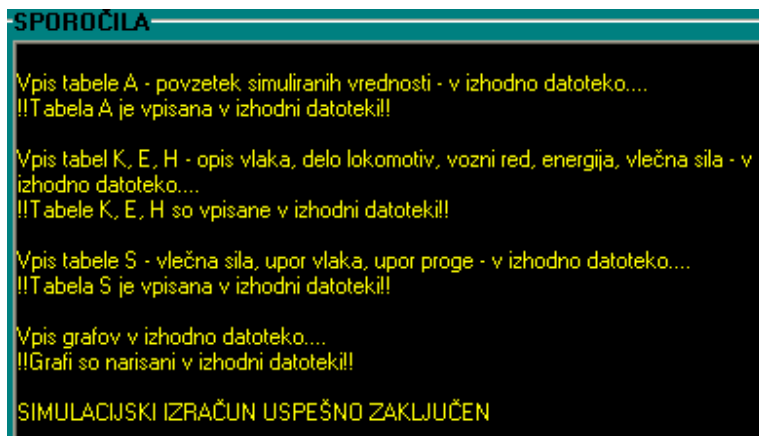 SPOROČILA
Vpis tabele A - povzetek simuliranih vrednosti - v izhodno datoteko....
!!Tabela A je vpisana v izhodni datoteki!!
Vpis tabel K, E, H - opis vlaka, delo lokomotiv, vozni red, energija, vlečna sila - v
izhodno datoteko....
!!Tabele K, E, H so vpisane v izhodni datoteki!!
Vpis tabele S - vlečna sila, upor vlaka, upor proge - v izhodno datoteko....
!!Tabela S je vpisana v izhodni datoteki!!
Vpis grafov v izhodno datoteko....
!!Grafi so narisani v izhodni datoteki!!
SIMULACIJSKI IZRAČUN USPEŠNO ZAKLJUČEN